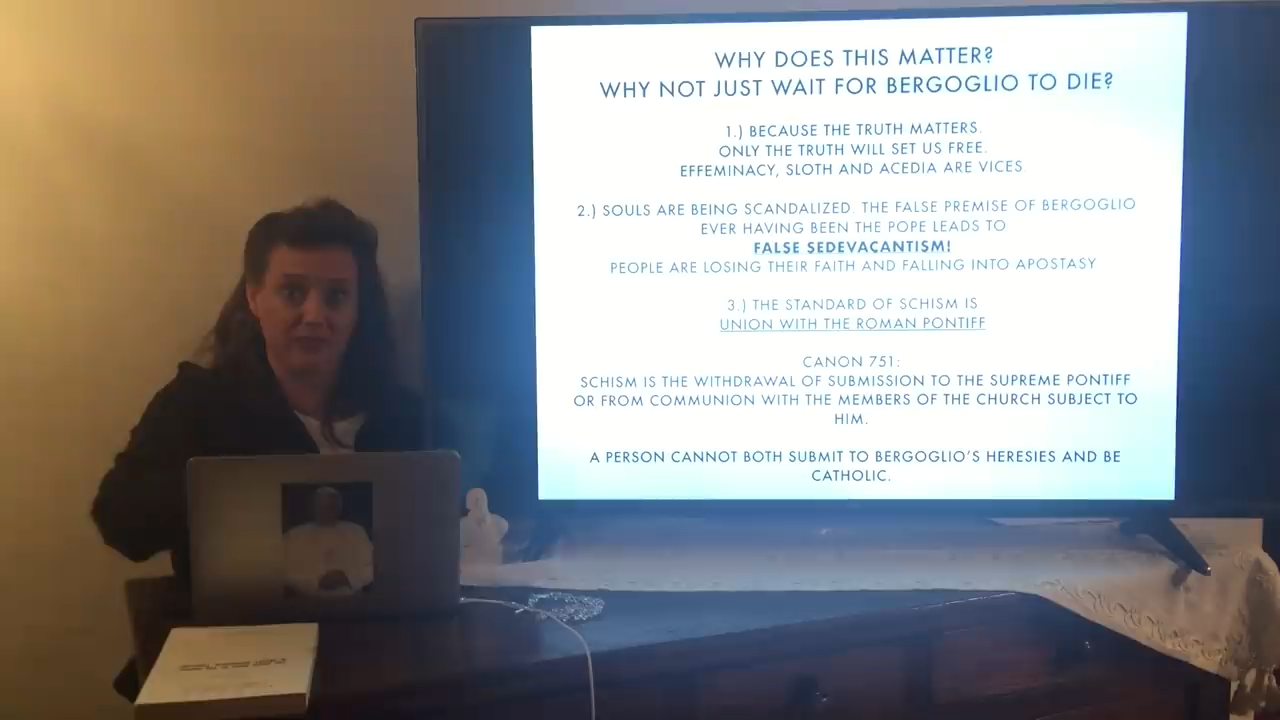 WHY DOES THIS MATTER?
WHY NOT JUST WAIT FOR BERGOGLIO TO DIE?
1.) BECAUSE THE TRUTH MATTERS.
ONLY THE TRUTH WILL SET US FREE.
EFFEMINACY, SLOTH AND ACEDIA ARE VICES.
2.) SOULS ARE BEING SCANDALIZED. THE FALSE PREMISE OF BERGOGLIO
EVER HAVING BEEN THE POPE LEADS TO
FALSE SEDEVACANTISM!
PEOPLE ARE LOSING THEIR FAITH AND FALLING INTO APOSTASY
3.) THE STANDARD OF SCHISM IS
UNION WITH THE ROMAN PONTIFF
CANON 751:
SCHISM IS THE WITHDRAWAL OF SUBMISSION TO THE SUPREME PONTIFF
OR FROM COMMUNION WITH THE MEMBERS OF THE CHURCH SUBJECT TO
HIM.
A PERSON CANNOT BOTH SUBMIT TO BERGOGLIO'S HERESIES AND BE
CATHOLIC.